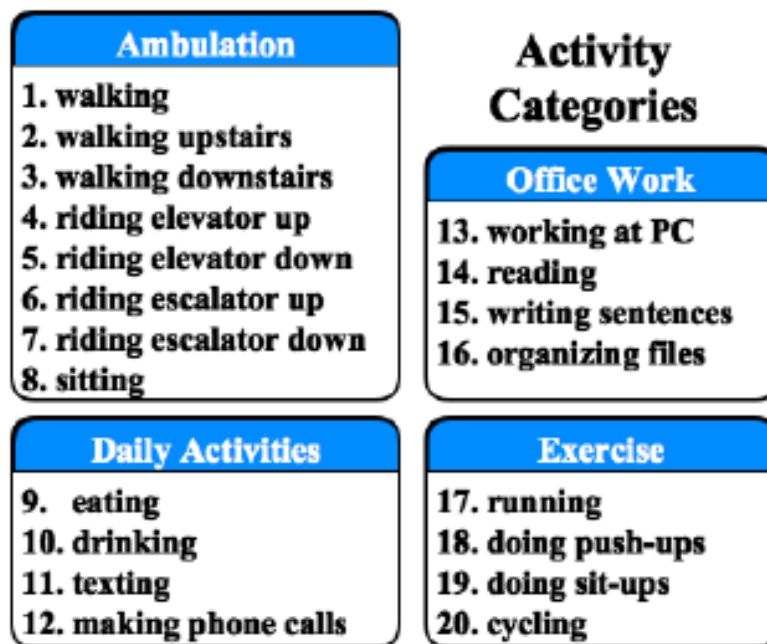 Activity
Categories
Ambulation
1. walking
2. walking upstairs
3. walking downstairs
4. riding elevator up
5. riding elevator down
6. riding escalator up
7. riding escalator down
8. sitting
Office Work
13. working at PC
14. reading
15. writing sentences
16. organizing files
Daily Activities
9. eating
10. drinking
11. texting
12. making phone calls
Exercise
17. running
18. doing push-ups
19. doing sit-ups
20. cycling